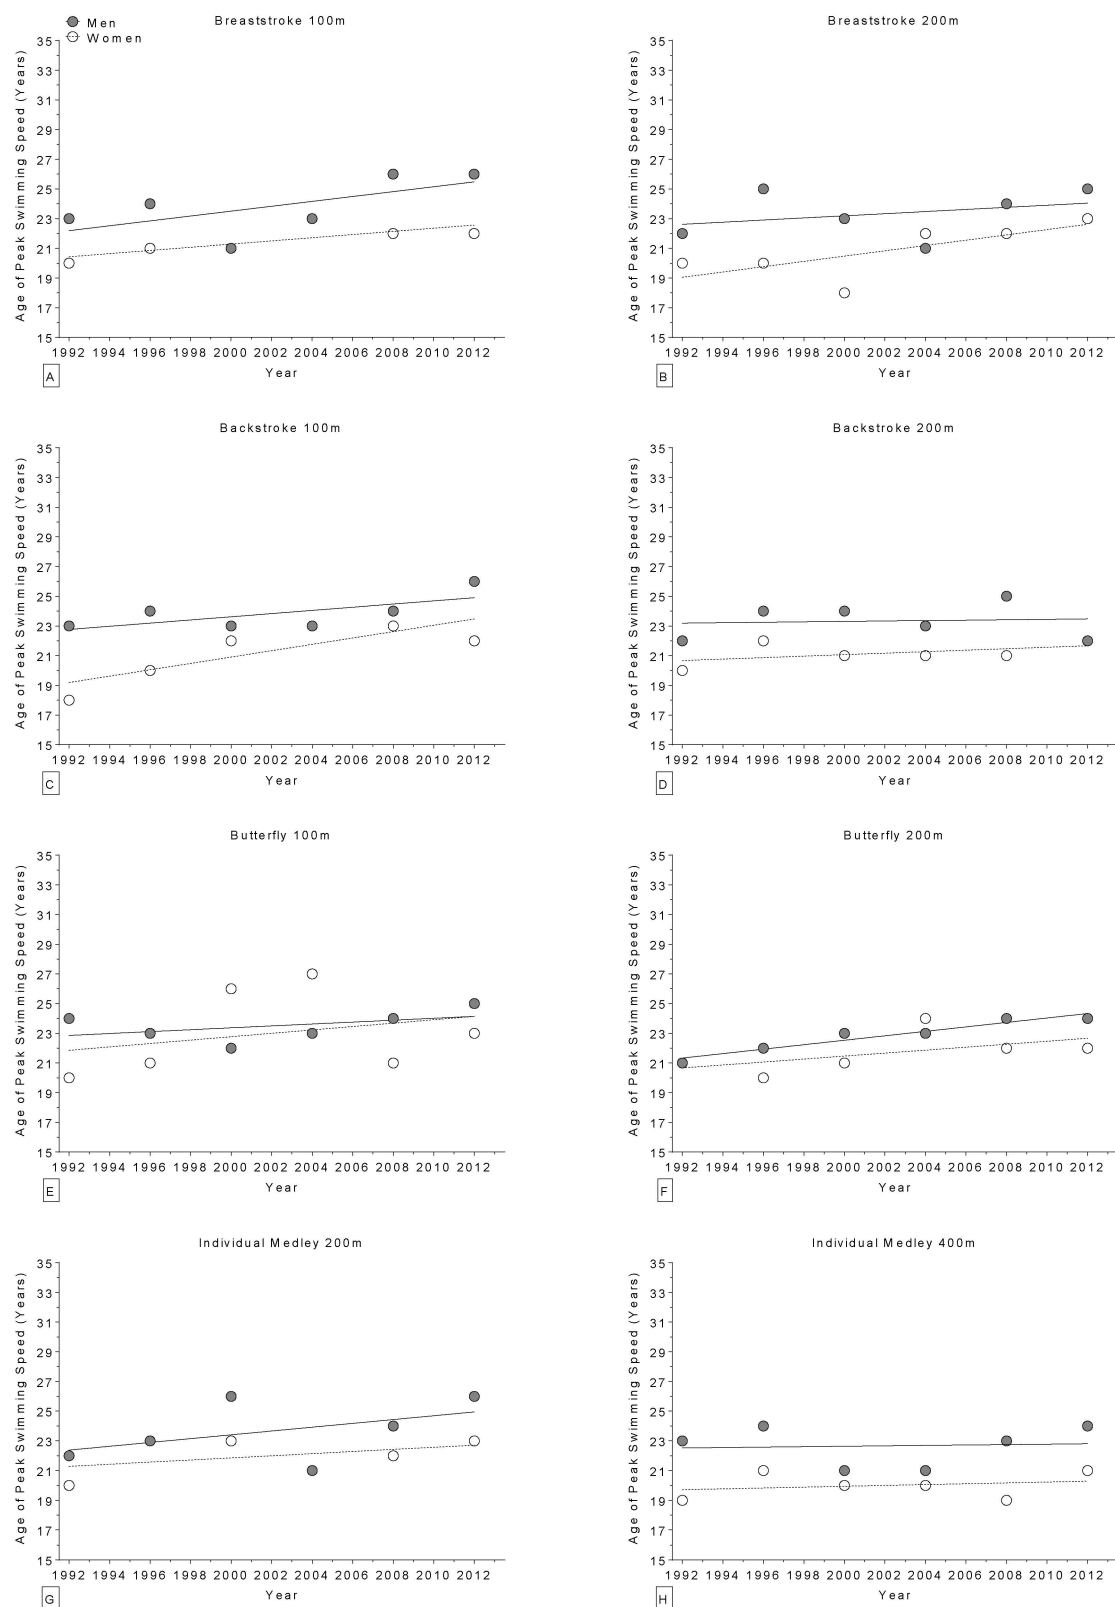 Men
Women
Breaststroke 100m
Age of Peak Swimming Speed (Years)
35
33
31
29
27
25
23
21
19
17
15
1992 1994 1996 1998 2000 2002 2004 2006 2008 2010 2012
Year
A
Breaststroke 200m
Age of Peak Swimming Speed (Years)
35
33
31
29
27
25
23
21
19
17
15
1992 1994 1996 1998 2000 2002 2004 2006 2008 2010 2012
Year
B
Backstroke 100m
Age of Peak Swimming Speed (Years)
35
33
31
29
27
25
23
21
19
17
15
1992 1994 1996 1998 2000 2002 2004 2006 2008 2010 2012
Year
C
Backstroke 200m
Age of Peak Swimming Speed (Years)
35
33
31
29
27
25
23
21
19
17
15
1992 1994 1996 1998 2000 2002 2004 2006 2008 2010 2012
Year
D
Butterfly 100m
Age of Peak Swimming Speed (Years)
35
33
31
29
27
25
23
21
19
17
15
1992 1994 1996 1998 2000 2002 2004 2006 2008 2010 2012
Year
E
Butterfly 200m
Age of Peak Swimming Speed (Years)
35
33
31
29
27
25
23
21
19
17
15
1992 1994 1996 1998 2000 2002 2004 2006 2008 2010 2012
Year
F
Individual Medley 200m
Age of Peak Swimming Speed (Years)
35
33
31
29
27
25
23
21
19
17
15
1992 1994 1996 1998 2000 2002 2004 2006 2008 2010 2012
Year
G
Individual Medley 400m
Age of Peak Swimming Speed (Years)
35
33
31
29
27
25
23
21
19
17
15
1992 1994 1996 1998 2000 2002 2004 2006 2008 2010 2012
Year
H